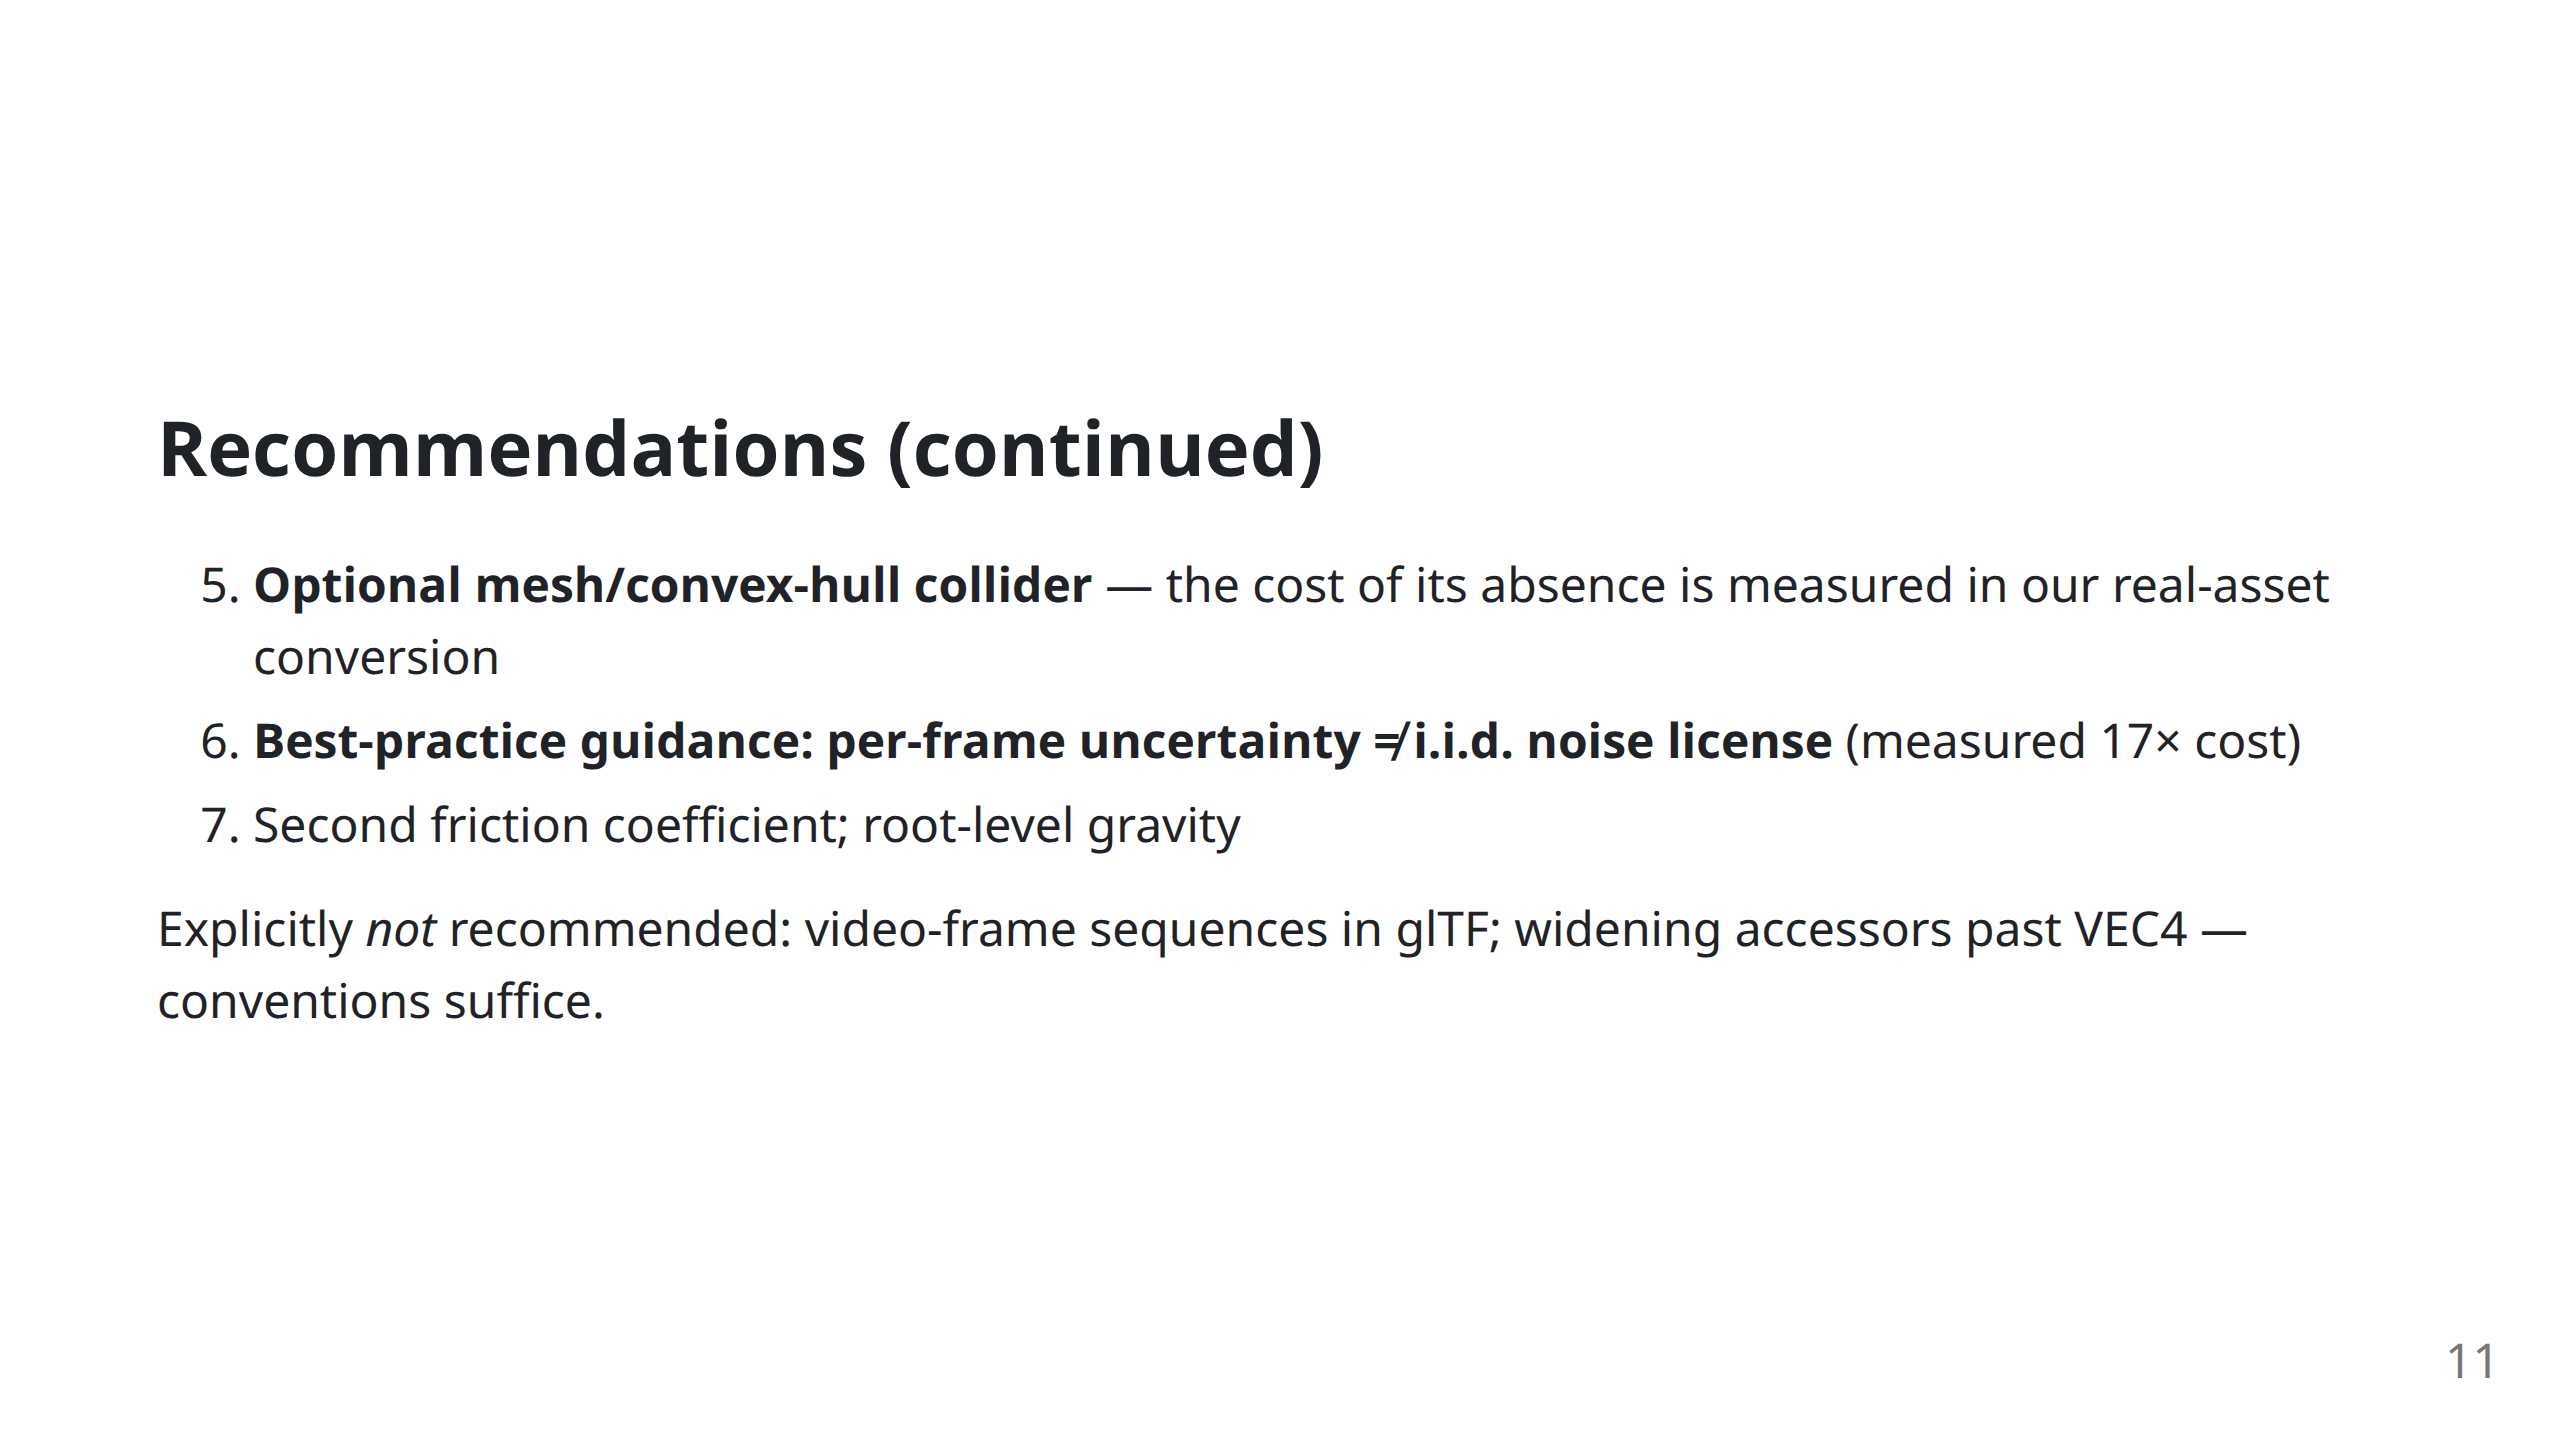 Recommendations (continued)
5. Optional mesh/convex-hull collider — the cost of its absence is measured in our real-asset
conversion
6. Best-practice guidance: per-frame uncertainty ≠ i.i.d. noise license (measured 17× cost)
7. Second friction coefficient; root-level gravity
Explicitly not recommended: video-frame sequences in glTF; widening accessors past VEC4 —
conventions suffice.
11